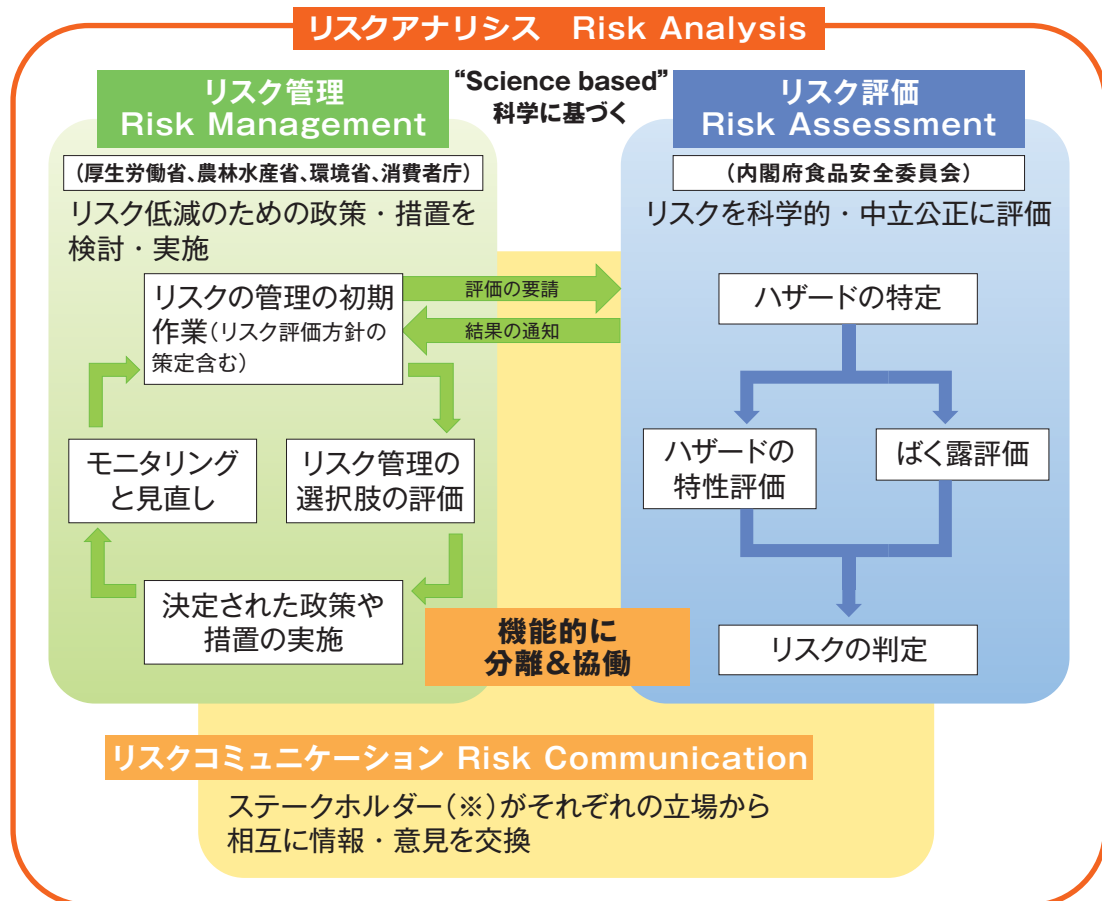 リスクアナリシス Risk Analysis
リスク管理
Risk Management
“Science based”
科学に基づく
リスク評価
Risk Assessment
(厚生労働省、農林水産省、環境省、消費者庁)
リスク低減のための政策・措置を
検討・実施
(内閣府食品安全委員会)
リスクを科学的・中立公正に評価
リスクの管理の初期
作業(リスク評価方針の
策定含む)
評価の要請
結果の通知
モニタリング
と見直し
リスク管理の
選択肢の評価
決定された政策や
措置の実施
ハザードの特定
ハザードの
特性評価
ばく露評価
リスクの判定
機能的に
分離&協働
リスクコミュニケーション Risk Communication
ステークホルダー(※)がそれぞれの立場から
相互に情報・意見を交換